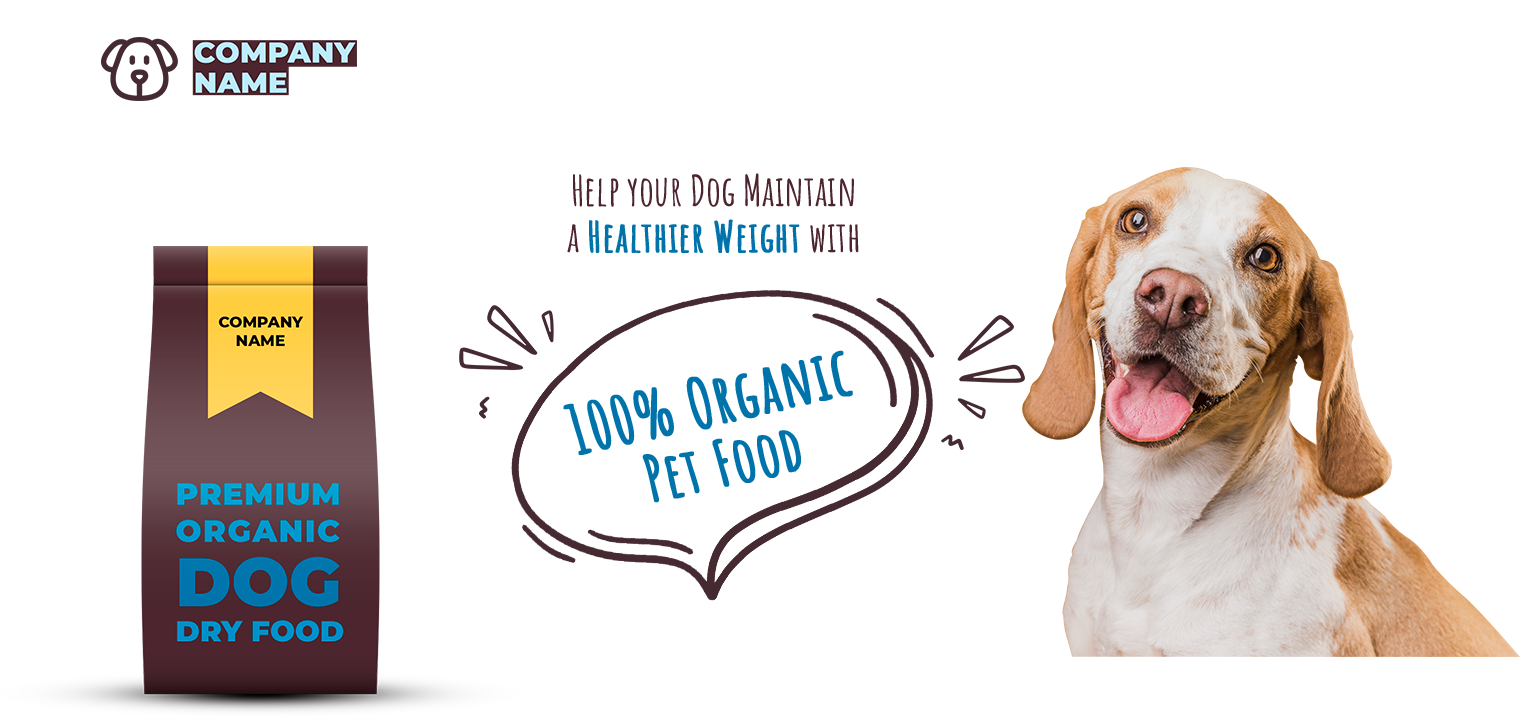 COMPANY
NAME
Help your Dog Maintain
a Healthier Weight with
100% Organic
Pet Food
COMPANY
NAME
PREMIUM
ORGANIC
DOG
DRY FOOD